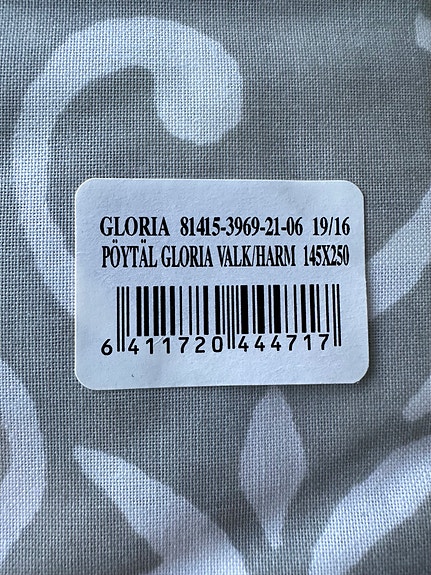 GLORIA 81415-3969-21-06 19/16
PÖYTÄL GLORIA VALK/HARM 145X250
6 411720 444717